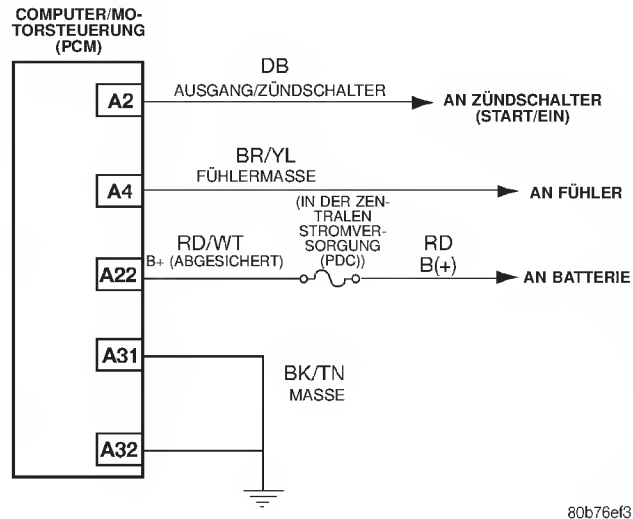 COMPUTER/MO-
TORSTEUERUNG
(PCM)
DB
A2
AUSGANG/ZÜNDSCHALTER
AN ZÜNDSCHALTER
(START/EIN)
BR/YL
A4
FÜHLERMASSE
AN FÜHLER
(IN DER ZEN-
TRALEN
STROMVER-
SORGUNG
(PDC))
RD/WT
B+ (ABGESICHERT)
RD
B(+)
A22
AN BATTERIE
A31
BK/TN
MASSE
A32
80b76ef3